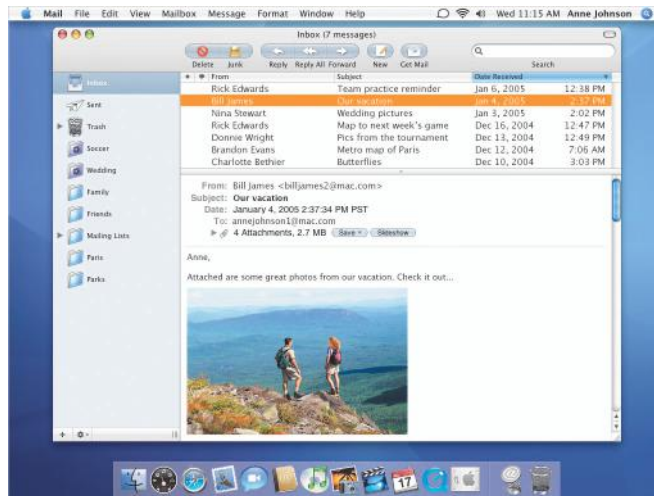 Mail File Edit View Mailbox Message Format Window Help Wed 11:15 AM Anne Johnson
Inbox (7 messages)
Delete Junk Reply Reply All Forward New Get Mail Search
From Subject Date Received
Rick Edwards Team practice reminder Jan 6, 2005 12:38 PM
Bill James Our vacation Jan 4, 2005 2:37 PM
Nina Stewart Wedding pictures Jan 3, 2005 2:02 PM
Rick Edwards Map to next week's game Dec 16, 2004 12:47 PM
Donnie Wright Pics from the tournament Dec 13, 2004 12:49 PM
Brandon Evans Metro map of Paris Dec 12, 2004 7:06 AM
Charlotte Bethier Butterflies Dec 10, 2004 3:03 PM
Inbox
Sent
Trash
Soccer
Wedding
Family
Friends
Mailing Lists
Paris
Parks
From: Bill James <billjames2@mac.com>
Subject: Our vacation
Date: January 4, 2005 2:37:34 PM PST
To: annejohnson1@mac.com
4 Attachments, 2.7 MB Save Slideshow
Anne,
Attached are some great photos from our vacation. Check it out...
17